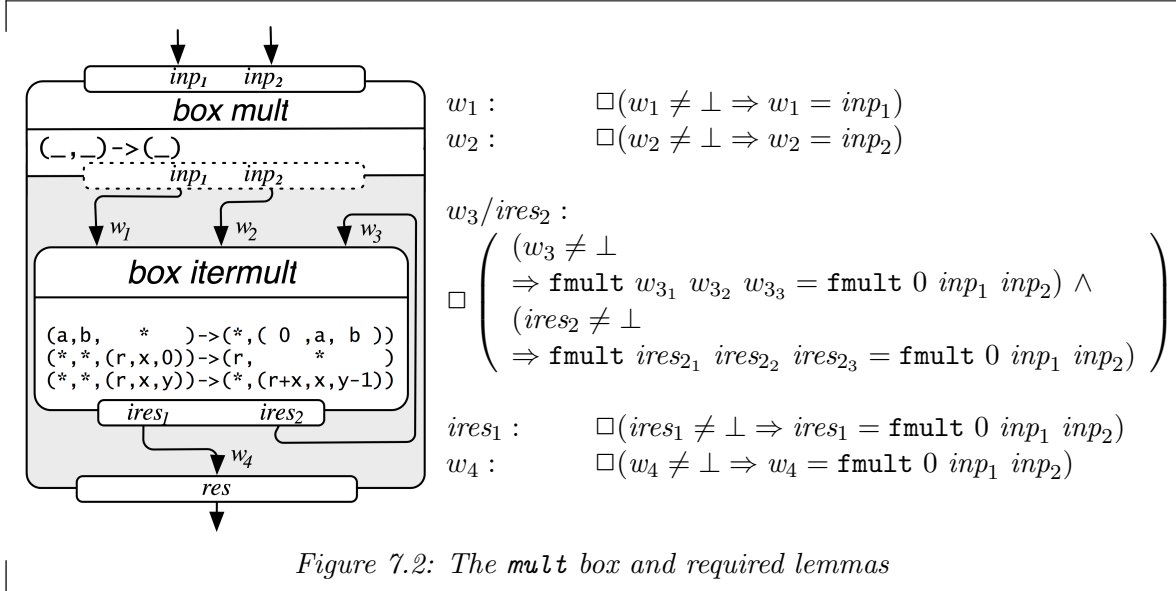 inp₁ inp₂
box mult
(_,_)->(_)
inp₁ inp₂
w₁ w₂ w₃
box itermult
(a,b, * )->(*,( 0 ,a, b ))
(*,*,(r,x,0))->(r, * )
(*,*,(r,x,y))->(*,(r+x,x,y-1))
ires₁ ires₂
w₄
res
w₁ : □(w₁ ≠ ⊥ ⇒ w₁ = inp₁)
w₂ : □(w₂ ≠ ⊥ ⇒ w₂ = inp₂)
w₃/ires₂ :
□ ( (w₃ ≠ ⊥
⇒ fmult w₃₁ w₃₂ w₃₃ = fmult 0 inp₁ inp₂) ∧
(ires₂ ≠ ⊥
⇒ fmult ires₂₁ ires₂₂ ires₂₃ = fmult 0 inp₁ inp₂) )
ires₁ : □(ires₁ ≠ ⊥ ⇒ ires₁ = fmult 0 inp₁ inp₂)
w₄ : □(w₄ ≠ ⊥ ⇒ w₄ = fmult 0 inp₁ inp₂)
Figure 7.2: The mult box and required lemmas